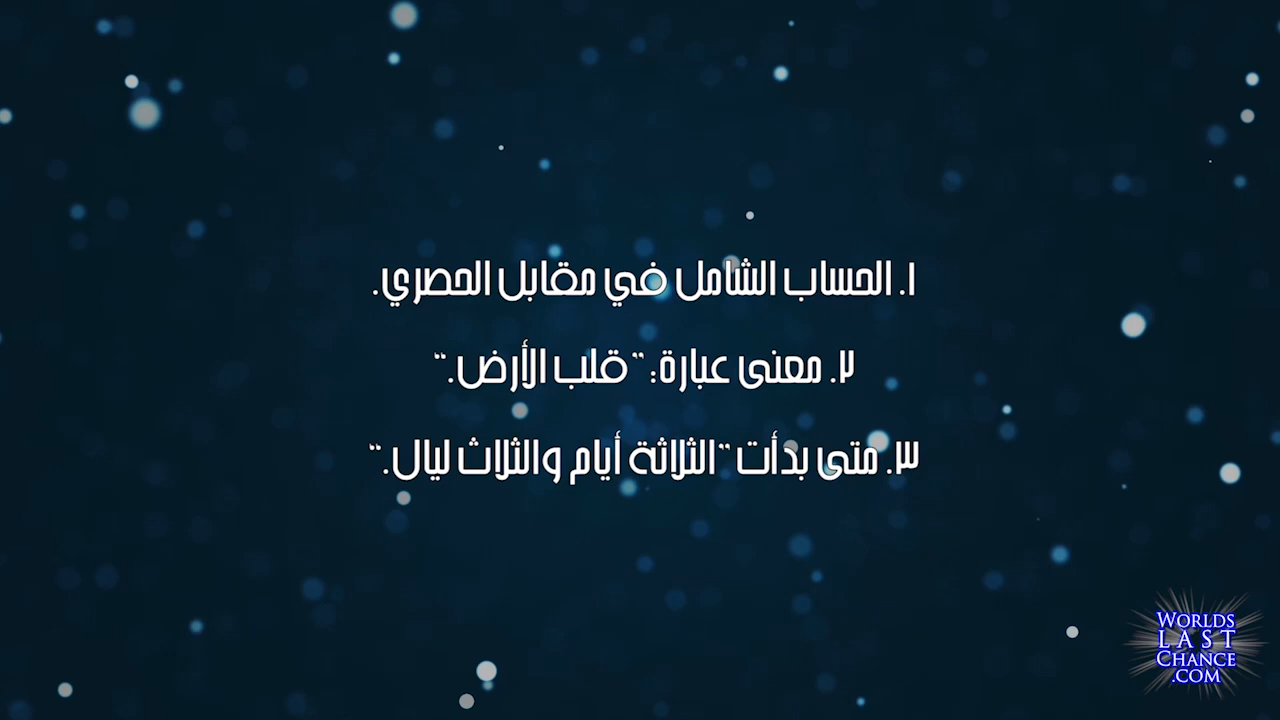 ١. الحساب الشامل في مقابل الحصري.
٢. معنى عبارة: "قلب الأرض."
٣. متى بدأت "الثلاثة أيام والثلاث ليال."
WORLDS
LAST
CHANCE
.COM